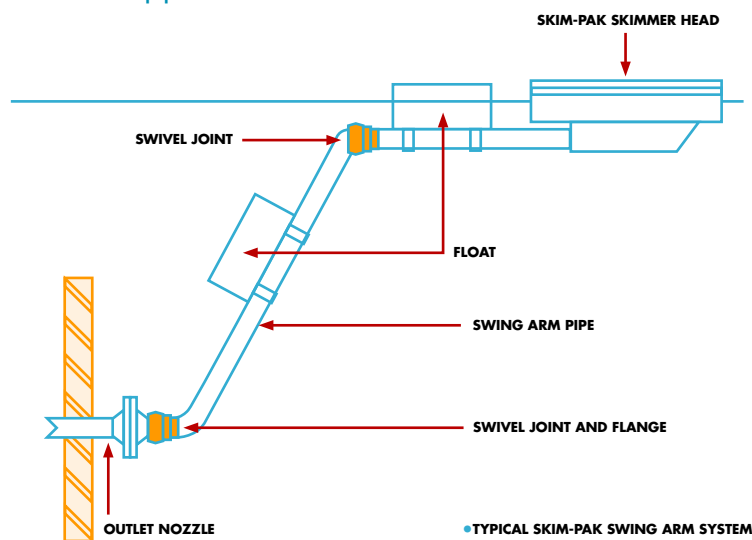 SKIM-PAK SKIMMER HEAD
SWIVEL JOINT
FLOAT
SWING ARM PIPE
SWIVEL JOINT AND FLANGE
OUTLET NOZZLE
•TYPICAL SKIM-PAK SWING ARM SYSTEM